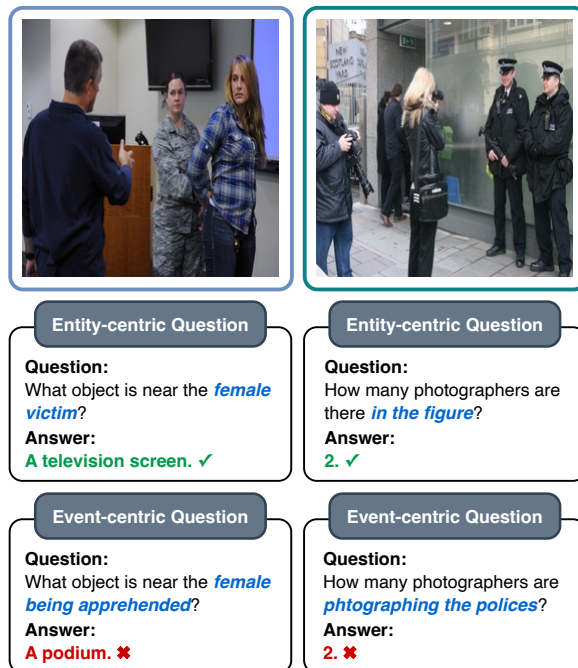 NEW
SCOTLAND
YARD
Entity-centric Question
Question:
What object is near the female
victim?
Answer:
A television screen. ✓
Entity-centric Question
Question:
How many photographers are
there in the figure?
Answer:
2. ✓
Event-centric Question
Question:
What object is near the female
being apprehended?
Answer:
A podium. ✖
Event-centric Question
Question:
How many photographers are
phtographing the polices?
Answer:
2. ✖